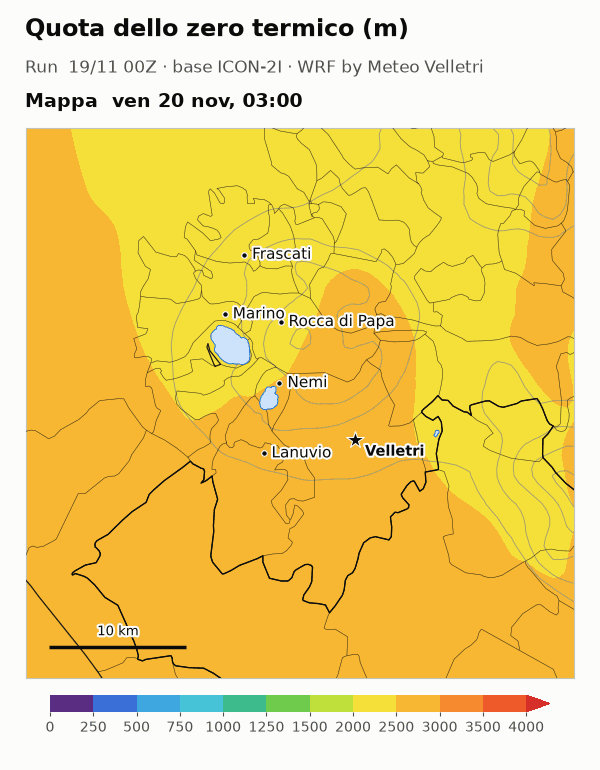 Quota dello zero termico (m)
Run 19/11 00Z · base ICON-2I · WRF by Meteo Velletri
Mappa ven 20 nov, 03:00
Frascati
Marino
Rocca di Papa
Nemi
Velletri
Lanuvio
10 km
0 250 500 750 1000 1250 1500 2000 2500 3000 3500 4000